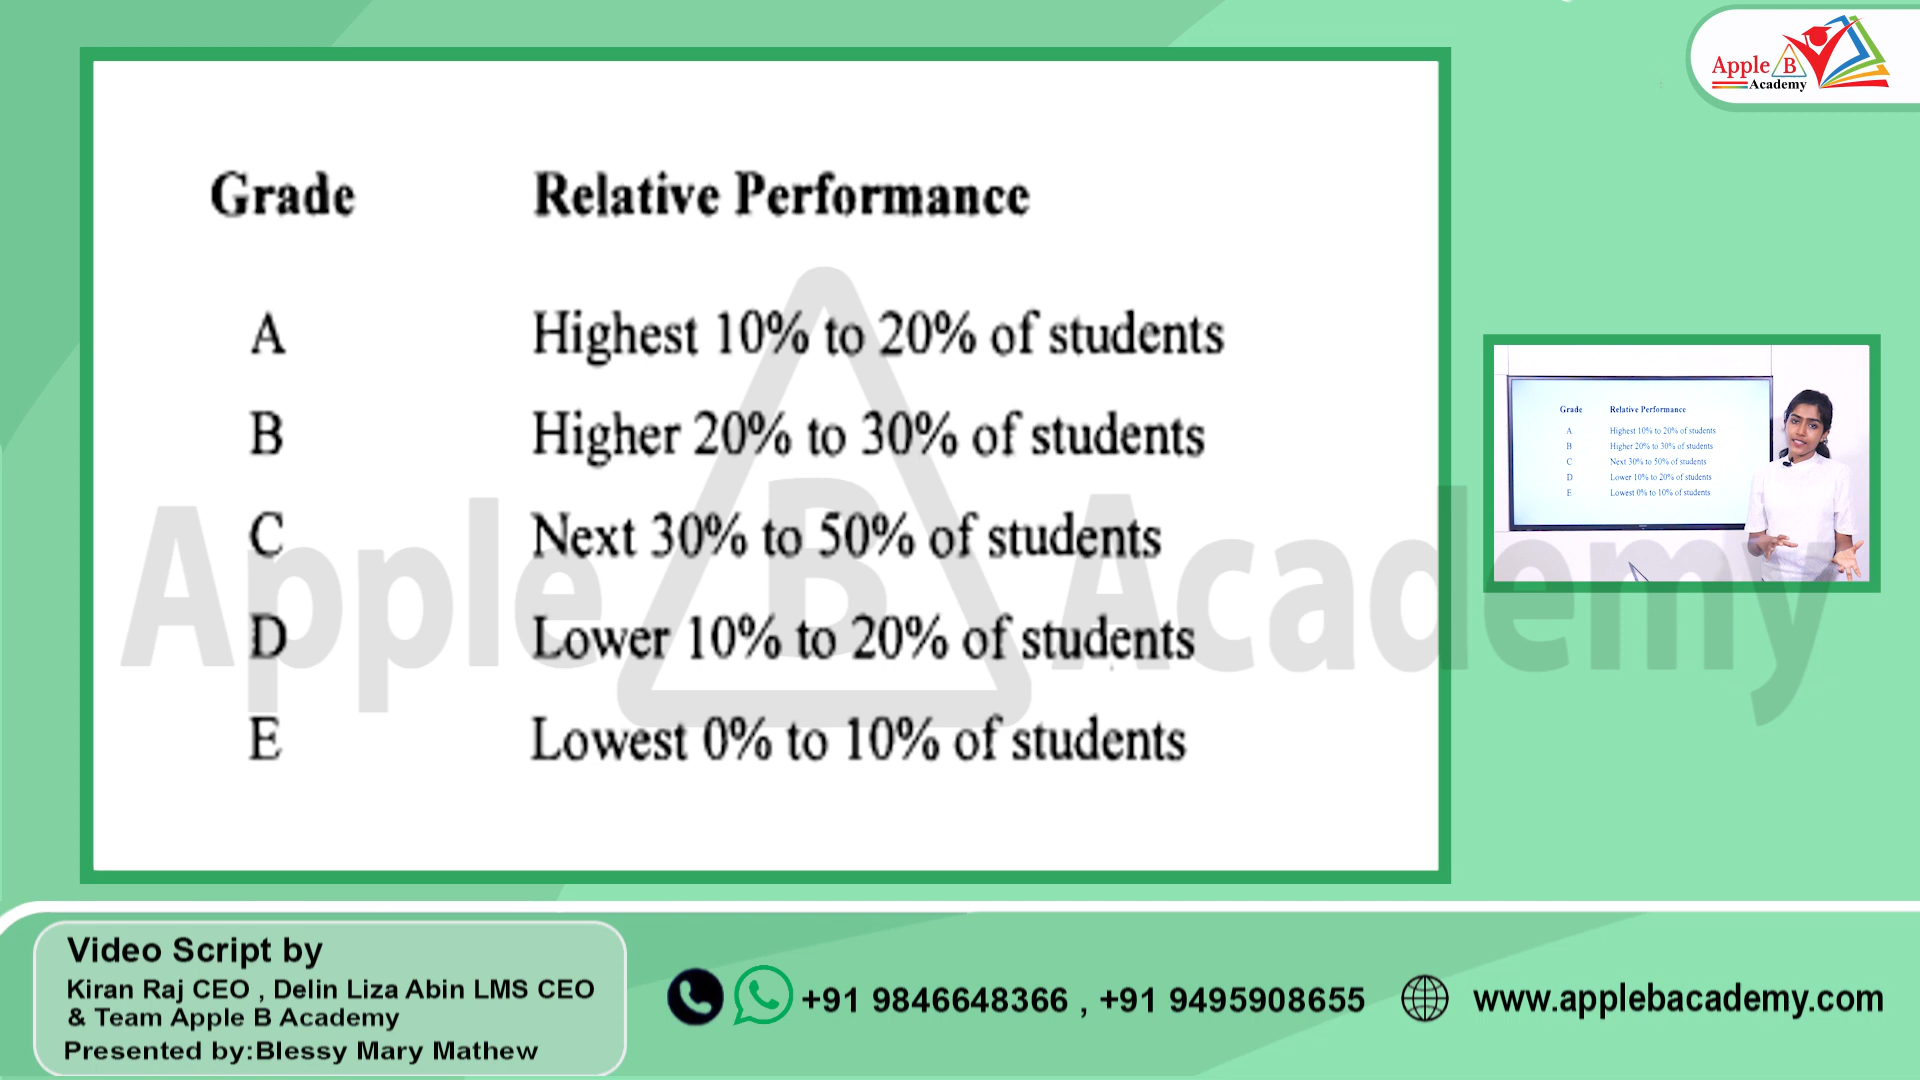 Apple B
Academy
Grade Relative Performance
A Highest 10% to 20% of students
B Higher 20% to 30% of students
C Next 30% to 50% of students
D Lower 10% to 20% of students
E Lowest 0% to 10% of students
Apple B Academy
Grade Relative Performance
A Highest 10% to 20% of students
B Higher 20% to 30% of students
C Next 30% to 50% of students
D Lower 10% to 20% of students
E Lowest 0% to 10% of students
Video Script by
Kiran Raj CEO , Delin Liza Abin LMS CEO
& Team Apple B Academy
Presented by:Blessy Mary Mathew
+91 9846648366 , +91 9495908655
www.applebacademy.com